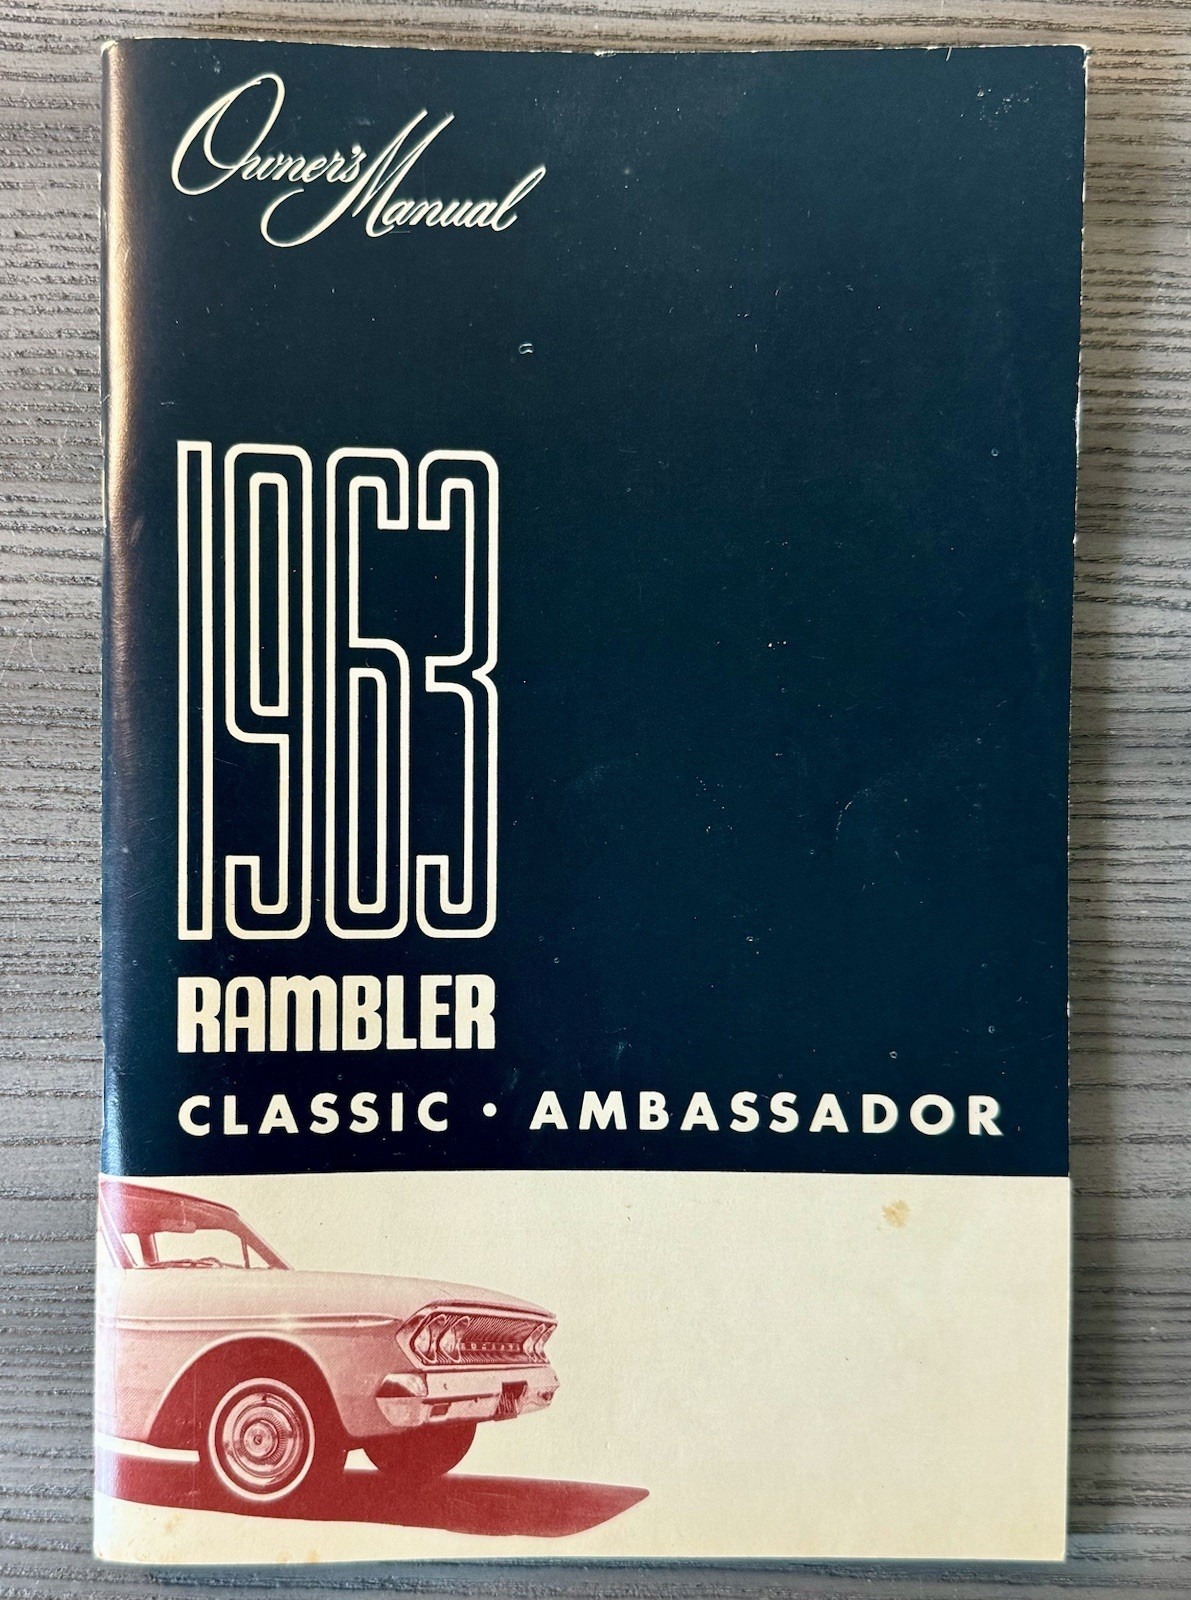 Owner's Manual
1963
RAMBLER
CLASSIC • AMBASSADOR